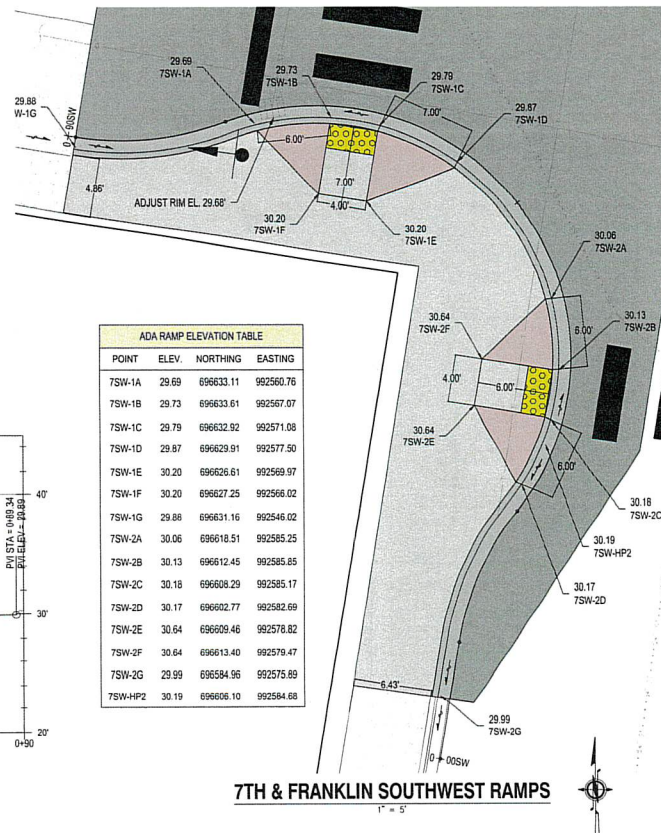 29.69
7SW-1A
29.73
7SW-1B
29.79
7SW-1C
7.00'
29.87
7SW-1D
29.88
W-1G
0+90SW
6.00'
4.86'
ADJUST RIM EL. 29.68'
7.00'
4.00'
30.20
7SW-1F
30.20
7SW-1E
30.06
7SW-2A
30.64
7SW-2F
30.13
7SW-2B
6.00'
4.00'
6.00'
30.64
7SW-2E
6.00'
30.18
7SW-2C
30.19
7SW-HP2
30.17
7SW-2D
ADA RAMP ELEVATION TABLE
POINT ELEV. NORTHING EASTING
7SW-1A 29.69 696633.11 992560.76
7SW-1B 29.73 696633.61 992567.07
7SW-1C 29.79 696632.92 992571.08
7SW-1D 29.87 696629.91 992577.50
7SW-1E 30.20 696626.61 992569.97
7SW-1F 30.20 696627.25 992566.02
7SW-1G 29.88 696631.16 992546.02
7SW-2A 30.06 696618.51 992585.25
7SW-2B 30.13 696612.45 992585.85
7SW-2C 30.18 696608.29 992585.17
7SW-2D 30.17 696602.77 992582.69
7SW-2E 30.64 696609.46 992578.82
7SW-2F 30.64 696613.40 992579.47
7SW-2G 29.99 696584.96 992575.89
7SW-HP2 30.19 696606.10 992584.68
PVI STA = 0+89.34
PVI ELEV = 29.89
40'
30'
20'
0+90
6.43'
29.99
7SW-2G
0+00SW
7TH & FRANKLIN SOUTHWEST RAMPS
1" = 5'